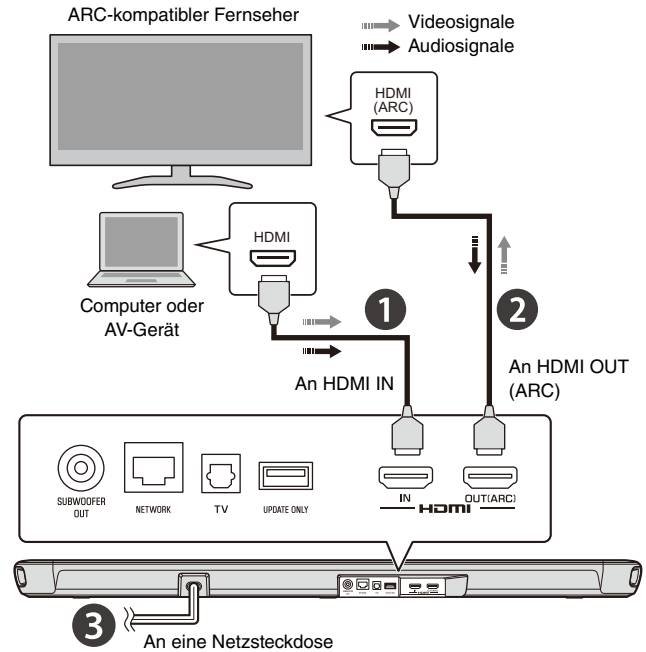 ARC-kompatibler Fernseher
Videosignale
Audiosignale
HDMI
(ARC)
HDMI
Computer oder
AV-Gerät
1
2
An HDMI IN
An HDMI OUT
(ARC)
SUBWOOFER
OUT
NETWORK
TV
UPDATE ONLY
IN
OUT(ARC)
HDMI
3
An eine Netzsteckdose